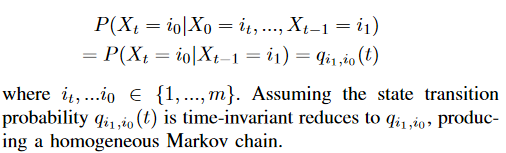 P(X_t = i_0|X_0 = i_t, ..., X_{t−1} = i_1)
= P(X_t = i_0|X_{t−1} = i_1) = q_{i_1,i_0}(t)
where i_t, ...i_0 ∈ {1, ..., m}. Assuming the state transition
probability q_{i_1,i_0}(t) is time-invariant reduces to q_{i_1,i_0}, produc-
ing a homogeneous Markov chain.